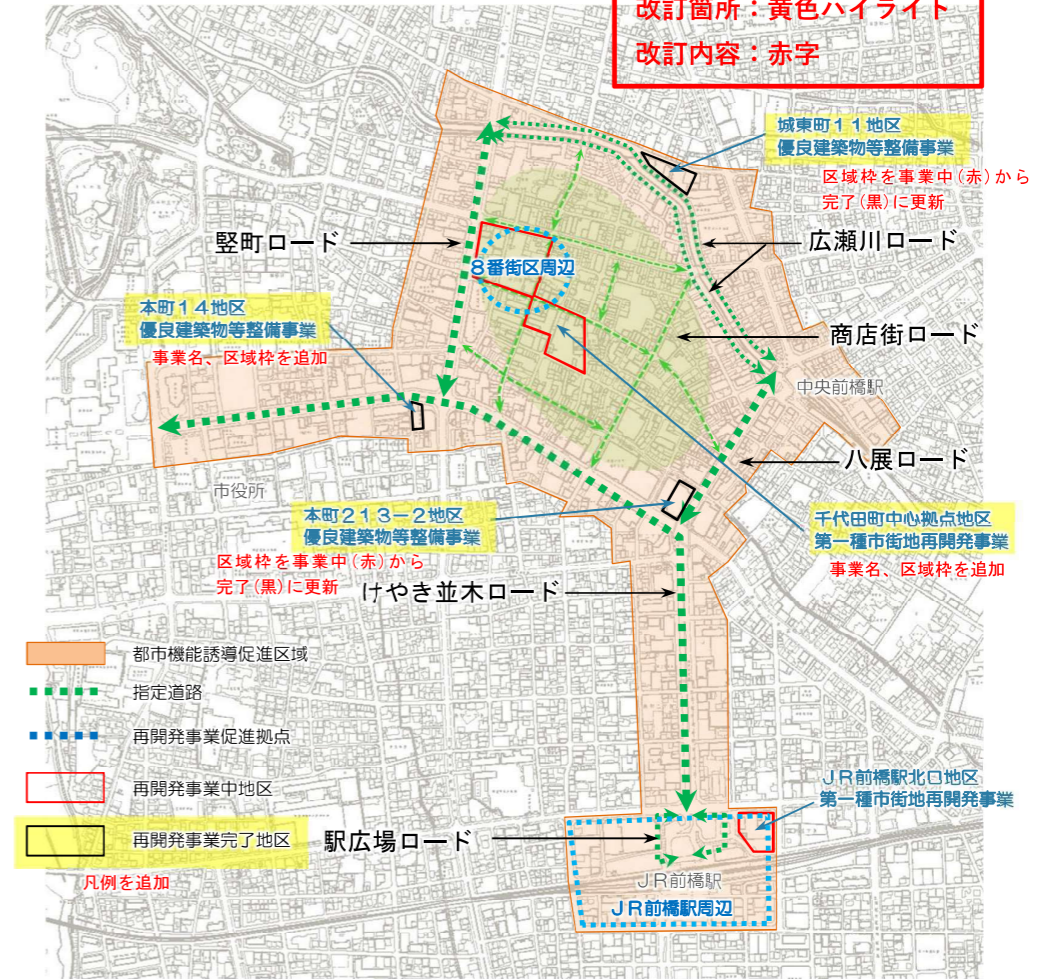 改訂箇所：黄色ハイライト
改訂内容：赤字
城東町１１地区
優良建築物等整備事業
区域枠を事業中(赤)から
完了(黒)に更新
竪町ロード
広瀬川ロード
８番街区周辺
本町１４地区
優良建築物等整備事業
事業名、区域枠を追加
商店街ロード
中央前橋駅
八展ロード
市役所
本町２１３－２地区
優良建築物等整備事業
区域枠を事業中(赤)から
完了(黒)に更新
千代田町中心拠点地区
第一種市街地再開発事業
事業名、区域枠を追加
けやき並木ロード
都市機能誘導促進区域
指定道路
再開発事業促進拠点
再開発事業中地区
再開発事業完了地区
凡例を追加
ＪＲ前橋駅北口地区
第一種市街地再開発事業
駅広場ロード
ＪＲ前橋駅
ＪＲ前橋駅周辺